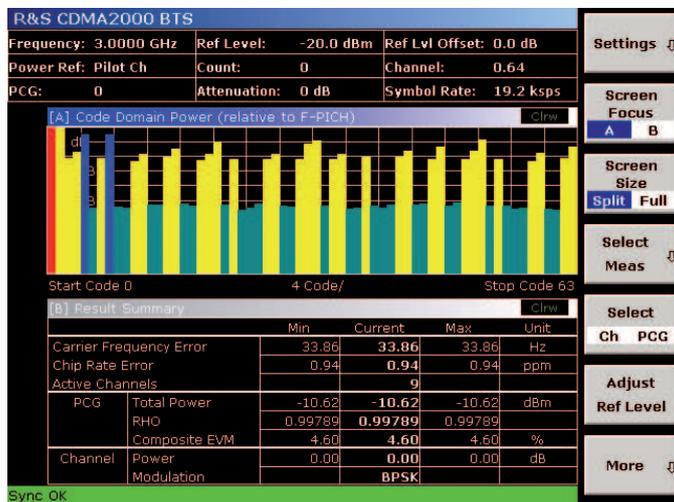 R&S CDMA2000 BTS
Frequency: 3.0000 GHz Ref Level: -20.0 dBm Ref Lvl Offset: 0.0 dB
Power Ref: Pilot Ch Count: 0 Channel: 0.64
PCG: 0 Attenuation: 0 dB Symbol Rate: 19.2 ksps
[A] Code Domain Power (relative to F-PICH) Clrw
Start Code 0 4 Code/ Stop Code 63
[B] Result Summary Clrw
Min Current Max Unit
Carrier Frequency Error 33.86 33.86 33.86 Hz
Chip Rate Error 0.94 0.94 0.94 ppm
Active Channels 9
PCG Total Power -10.62 -10.62 -10.62 dBm
RHO 0.99789 0.99789 0.99789
Composite EVM 4.60 4.60 4.60 %
Channel Power 0.00 0.00 0.00 dB
Modulation BPSK
Sync OK
Settings
Screen
Focus
A B
Screen
Size
Split Full
Select
Meas
Select
Ch PCG
Adjust
Ref Level
More